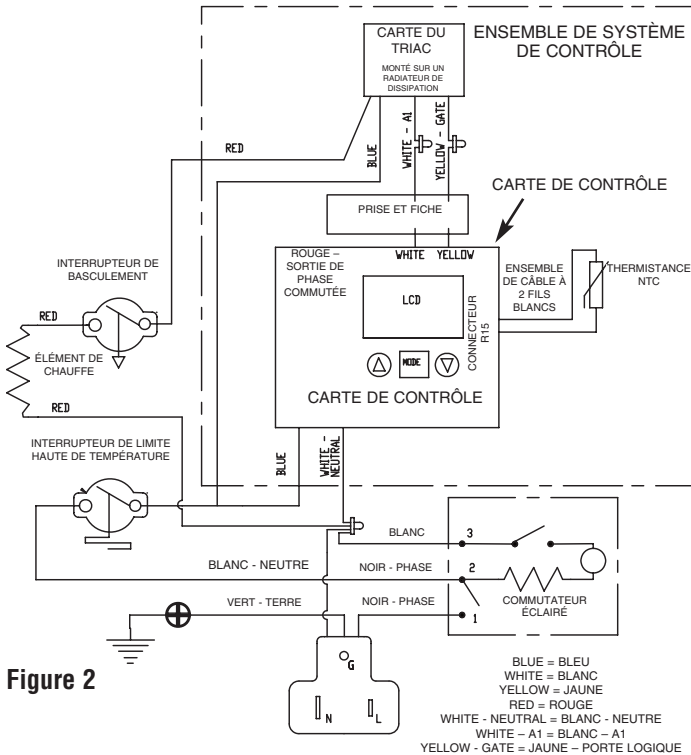 CARTE DU
TRIAC
MONTÉ SUR UN
RADIATEUR DE
DISSIPATION
ENSEMBLE DE SYSTÈME
DE CONTRÔLE
RED
BLUE
WHITE - A1
YELLOW - GATE
CARTE DE CONTRÔLE
PRISE ET FICHE
WHITE YELLOW
ROUGE –
SORTIE DE
PHASE
COMMUTÉE
LCD
MODE
CONNECTEUR
R15
CARTE DE CONTRÔLE
ENSEMBLE
DE CÂBLE À
2 FILS
BLANCS
THERMISTANCE
NTC
INTERRUPTEUR DE
BASCULEMENT
RED
ÉLÉMENT DE
CHAUFFE
RED
INTERRUPTEUR DE LIMITE
HAUTE DE TEMPÉRATURE
BLUE
WHITE -
NEUTRAL
BLANC
3
BLANC - NEUTRE
NOIR - PHASE
2
COMMUTATEUR
ÉCLAIRÉ
VERT - TERRE
NOIR - PHASE
1
G
N
L
Figure 2
BLUE = BLEU
WHITE = BLANC
YELLOW = JAUNE
RED = ROUGE
WHITE - NEUTRAL = BLANC - NEUTRE
WHITE – A1 = BLANC – A1
YELLOW - GATE = JAUNE – PORTE LOGIQUE